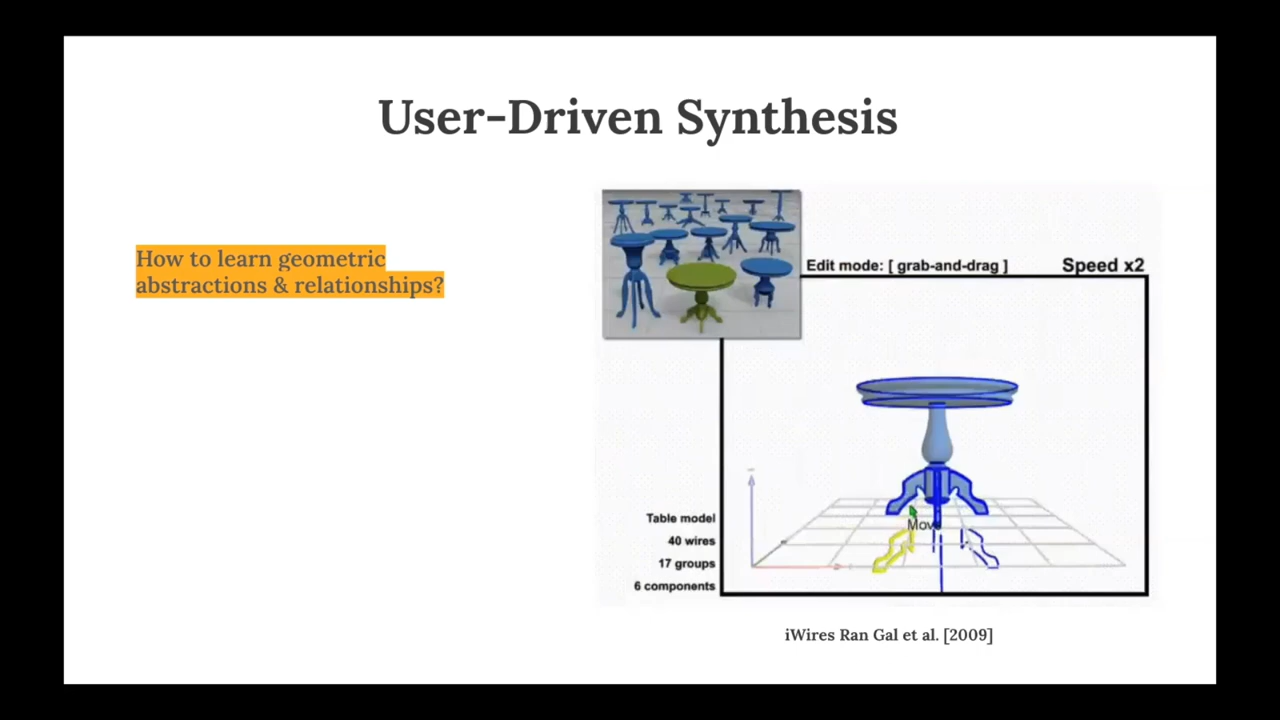 User-Driven Synthesis
How to learn geometric
abstractions & relationships?
Edit mode: [ grab-and-drag ]
Speed x2
Move
Table model
40 wires
17 groups
6 components
iWires Ran Gal et al. [2009]